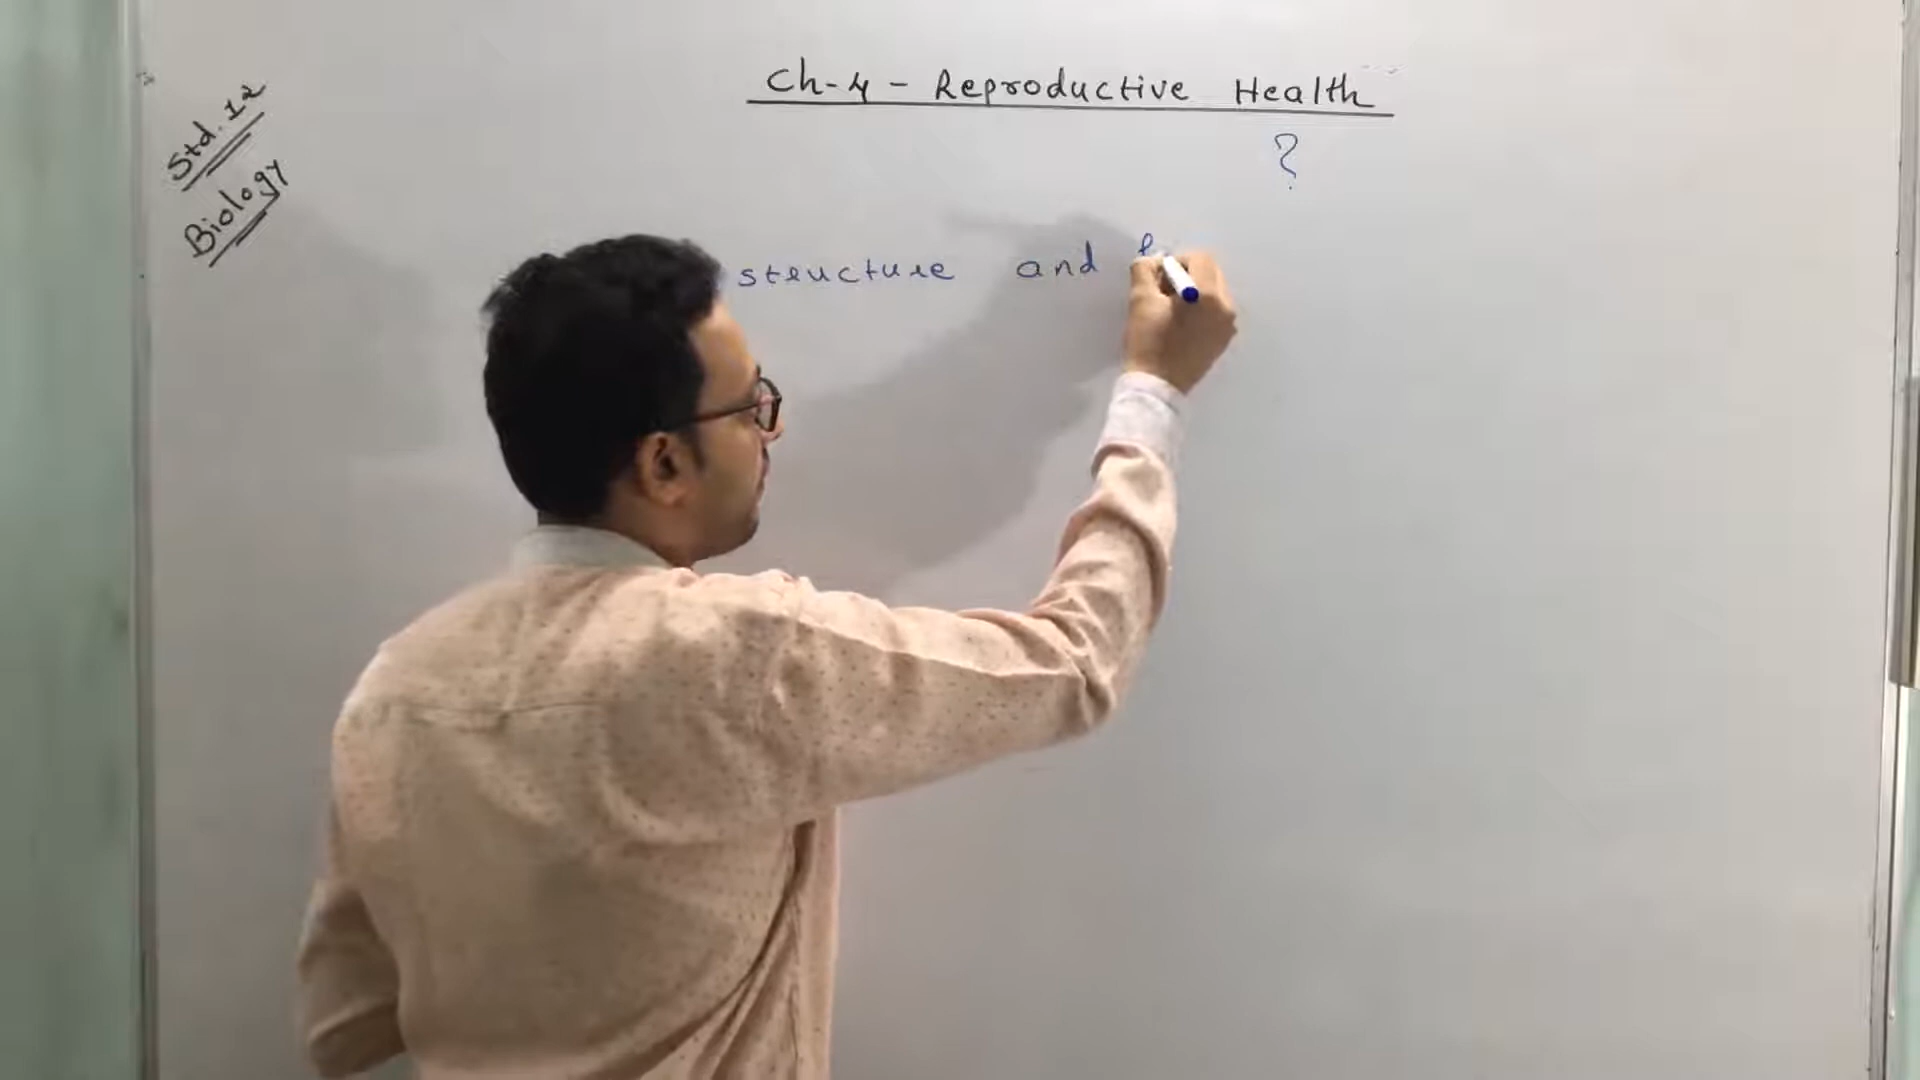 Ch-4 - Reproductive Health
Std. 12
Biology
?
structure and